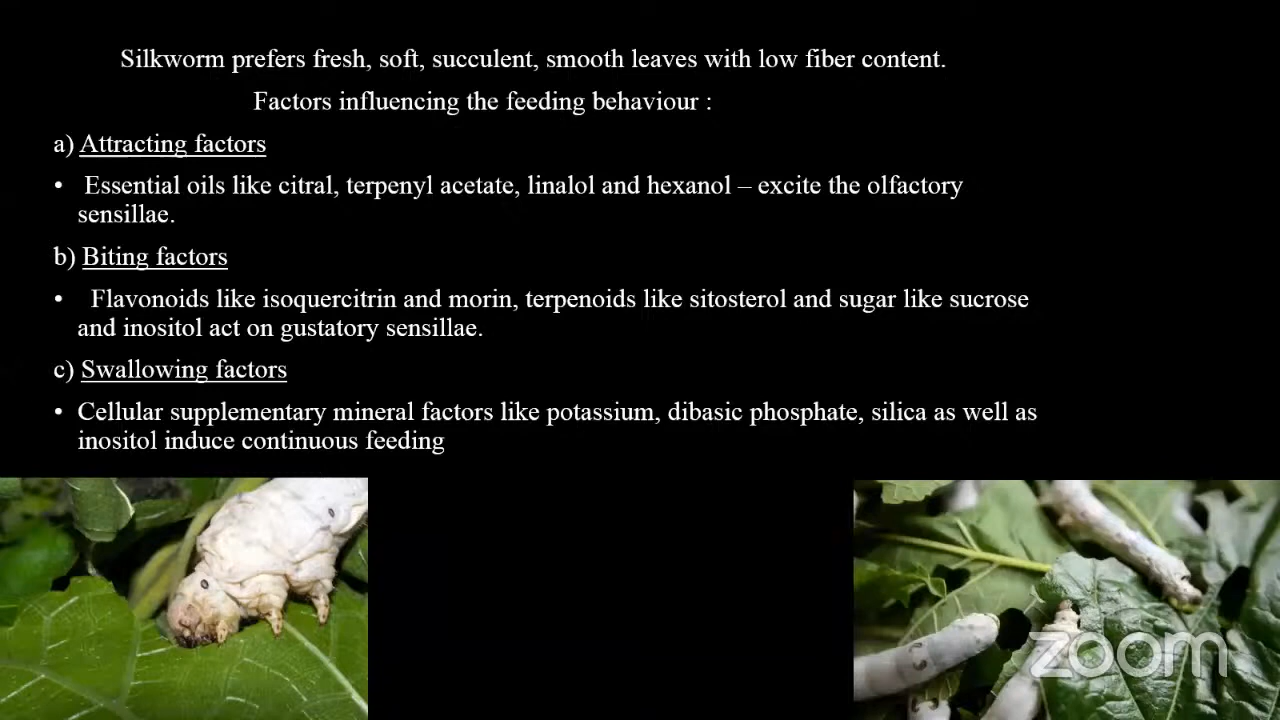 Silkworm prefers fresh, soft, succulent, smooth leaves with low fiber content.
Factors influencing the feeding behaviour :
a) Attracting factors
• Essential oils like citral, terpenyl acetate, linalol and hexanol – excite the olfactory
sensillae.
b) Biting factors
• Flavonoids like isoquercitrin and morin, terpenoids like sitosterol and sugar like sucrose
and inositol act on gustatory sensillae.
c) Swallowing factors
• Cellular supplementary mineral factors like potassium, dibasic phosphate, silica as well as
inositol induce continuous feeding
zoom